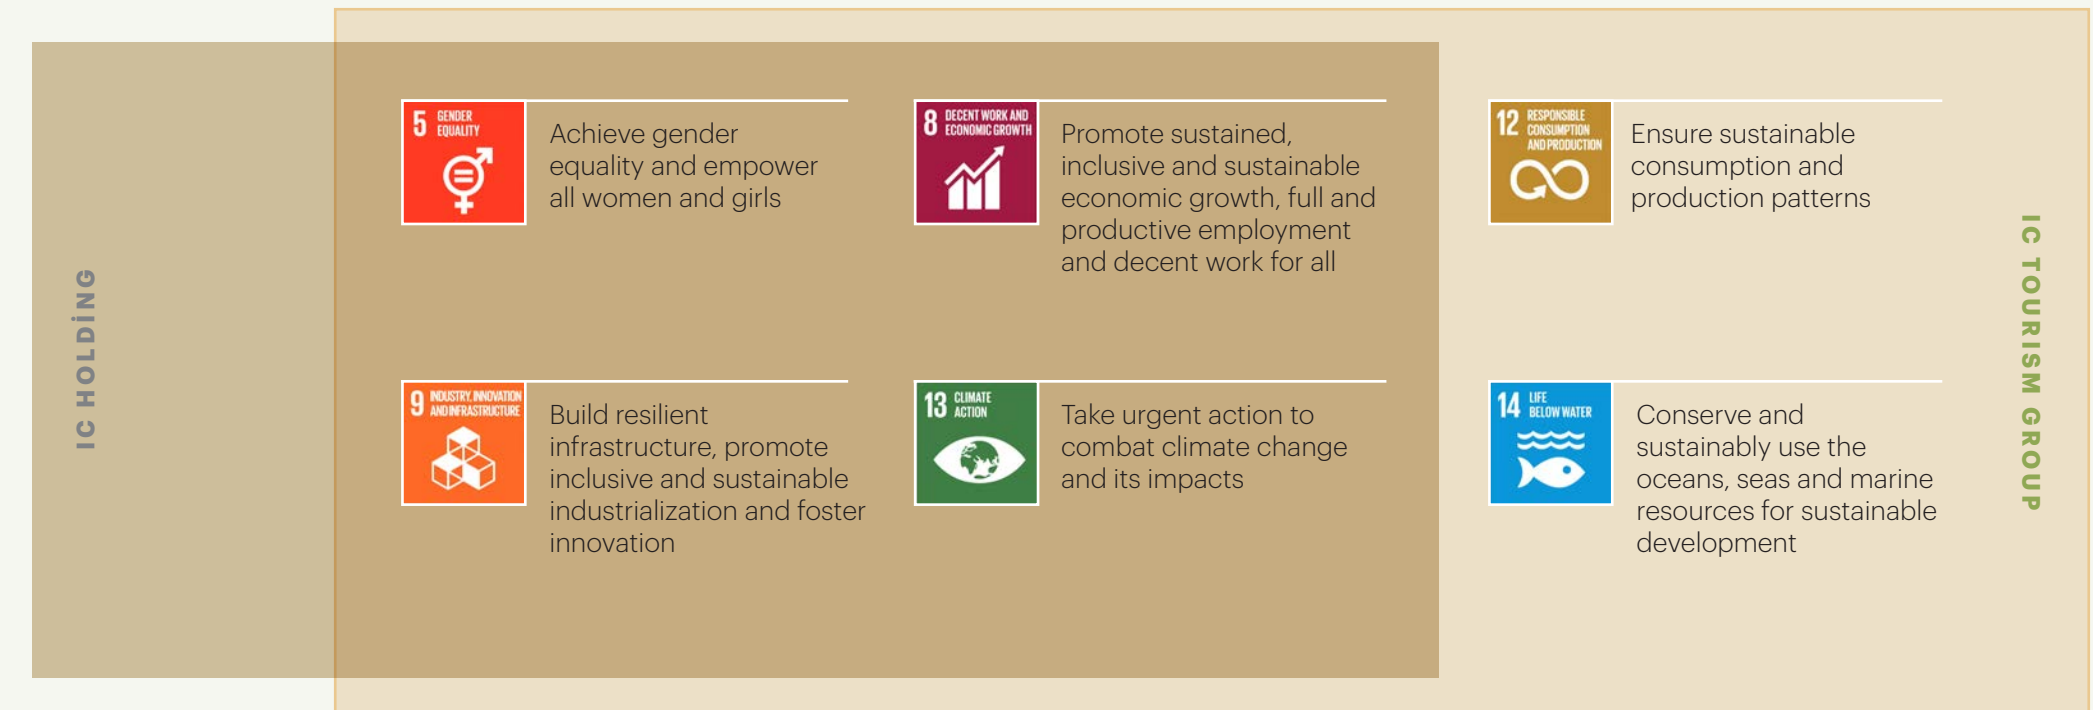 IC HOLDİNG
5 GENDER
EQUALITY
Achieve gender
equality and empower
all women and girls
8 DECENT WORK AND
ECONOMIC GROWTH
Promote sustained,
inclusive and sustainable
economic growth, full and
productive employment
and decent work for all
12 RESPONSIBLE
CONSUMPTION
AND PRODUCTION
Ensure sustainable
consumption and
production patterns
9 INDUSTRY, INNOVATION
AND INFRASTRUCTURE
Build resilient
infrastructure, promote
inclusive and sustainable
industrialization and foster
innovation
13 CLIMATE
ACTION
Take urgent action to
combat climate change
and its impacts
14 LIFE
BELOW WATER
Conserve and
sustainably use the
oceans, seas and marine
resources for sustainable
development
IC TOURISM GROUP